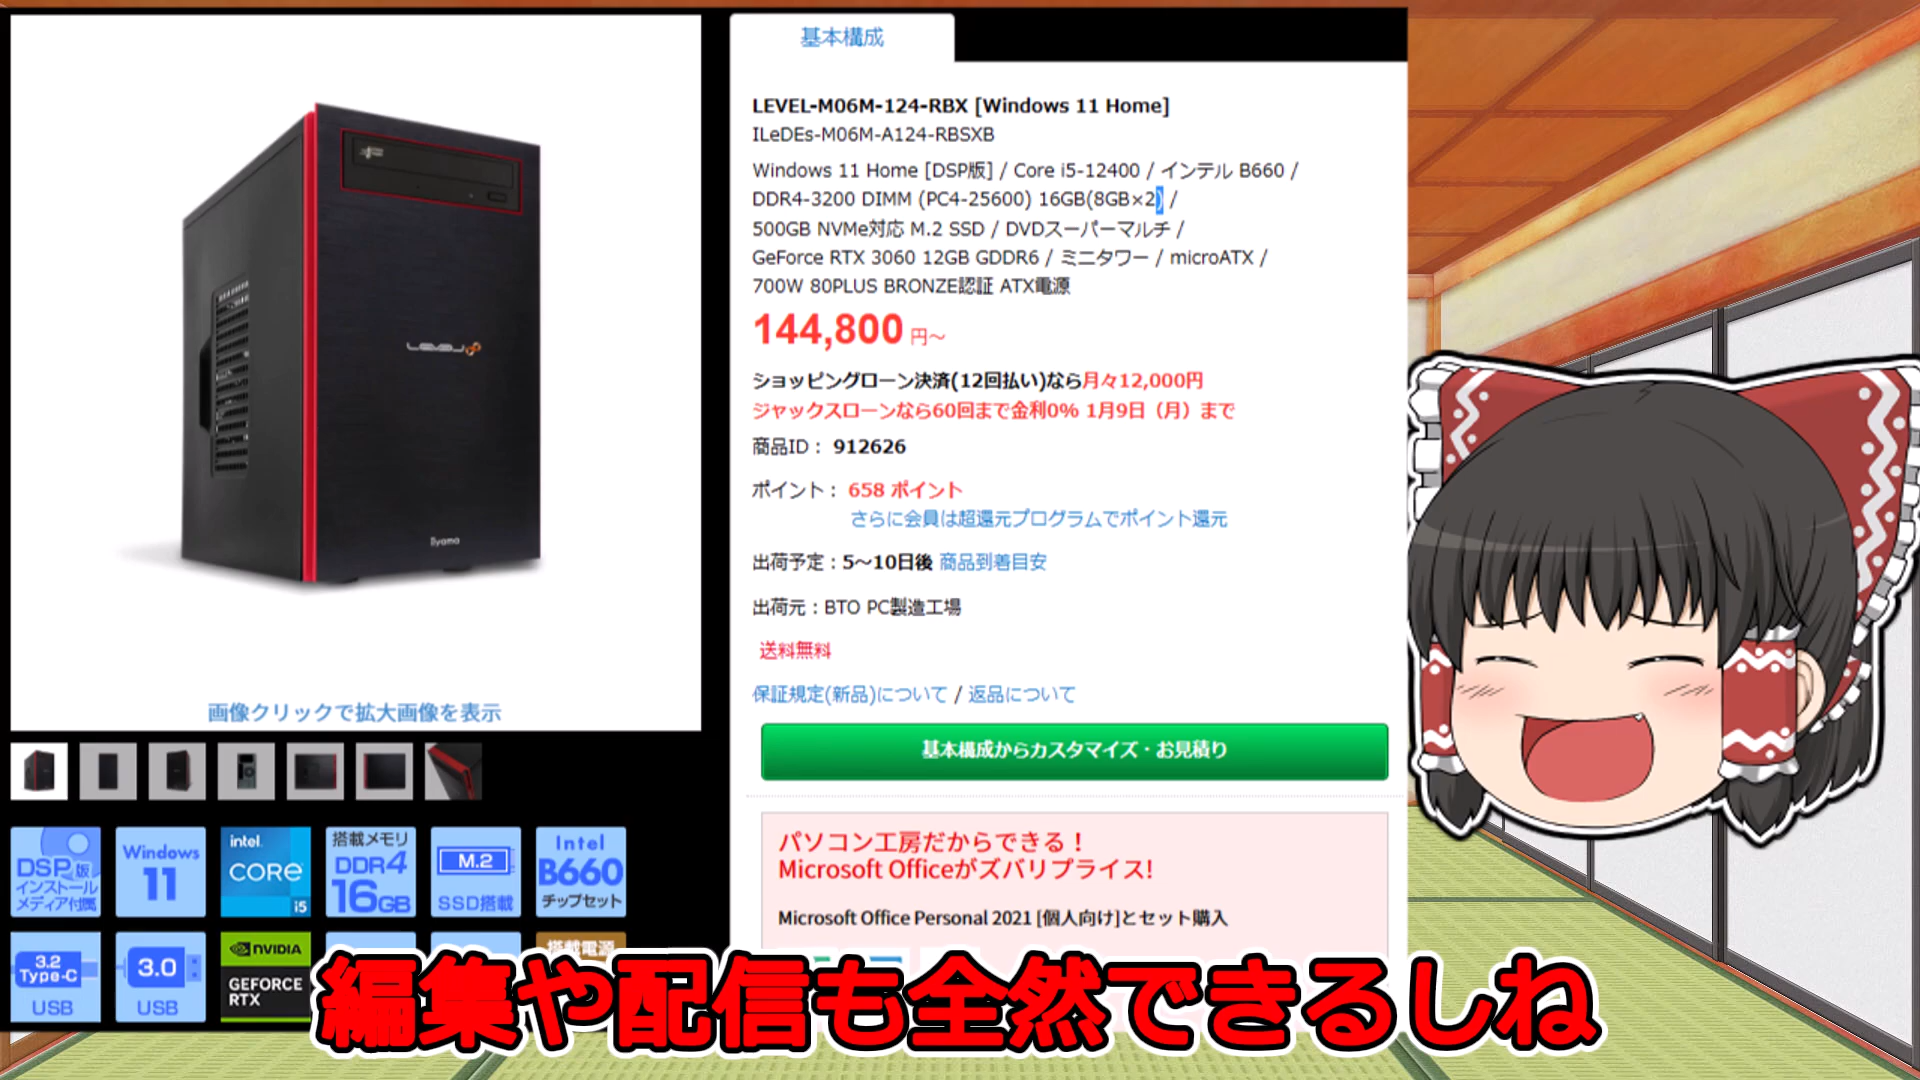 基本構成
LEVEL-M06M-124-RBX [Windows 11 Home]
ILeDEs-M06M-A124-RBSXB
Windows 11 Home [DSP版] / Core i5-12400 / インテル B660 /
DDR4-3200 DIMM (PC4-25600) 16GB(8GB×2) /
500GB NVMe対応 M.2 SSD / DVDスーパーマルチ /
GeForce RTX 3060 12GB GDDR6 / ミニタワー / microATX /
700W 80PLUS BRONZE認証 ATX電源
144,800 円～
ショッピングローン決済(12回払い)なら月々12,000円
ジャックスローンなら60回まで金利0% 1月9日（月）まで
商品ID： 912626
ポイント： 658 ポイント
さらに会員は超還元プログラムでポイント還元
出荷予定：5～10日後 商品到着目安
出荷元：BTO PC製造工場
送料無料
保証規定(新品)について / 返品について
基本構成からカスタマイズ・お見積り
パソコン工房だからできる！
Microsoft Officeがズバリプライス!
Microsoft Office Personal 2021 [個人向け]とセット購入
LEVEL∞
iiyama
画像クリックで拡大画像を表示
DSP版
インストール
メディア付属
Windows
11
intel.
CORE
i5
搭載メモリ
DDR4
16GB
M.2
SSD搭載
Intel
B660
チップセット
3.2
Type-C
USB
3.0
USB
NVIDIA
GEFORCE
RTX
搭載電源
編集や配信も全然できるしね